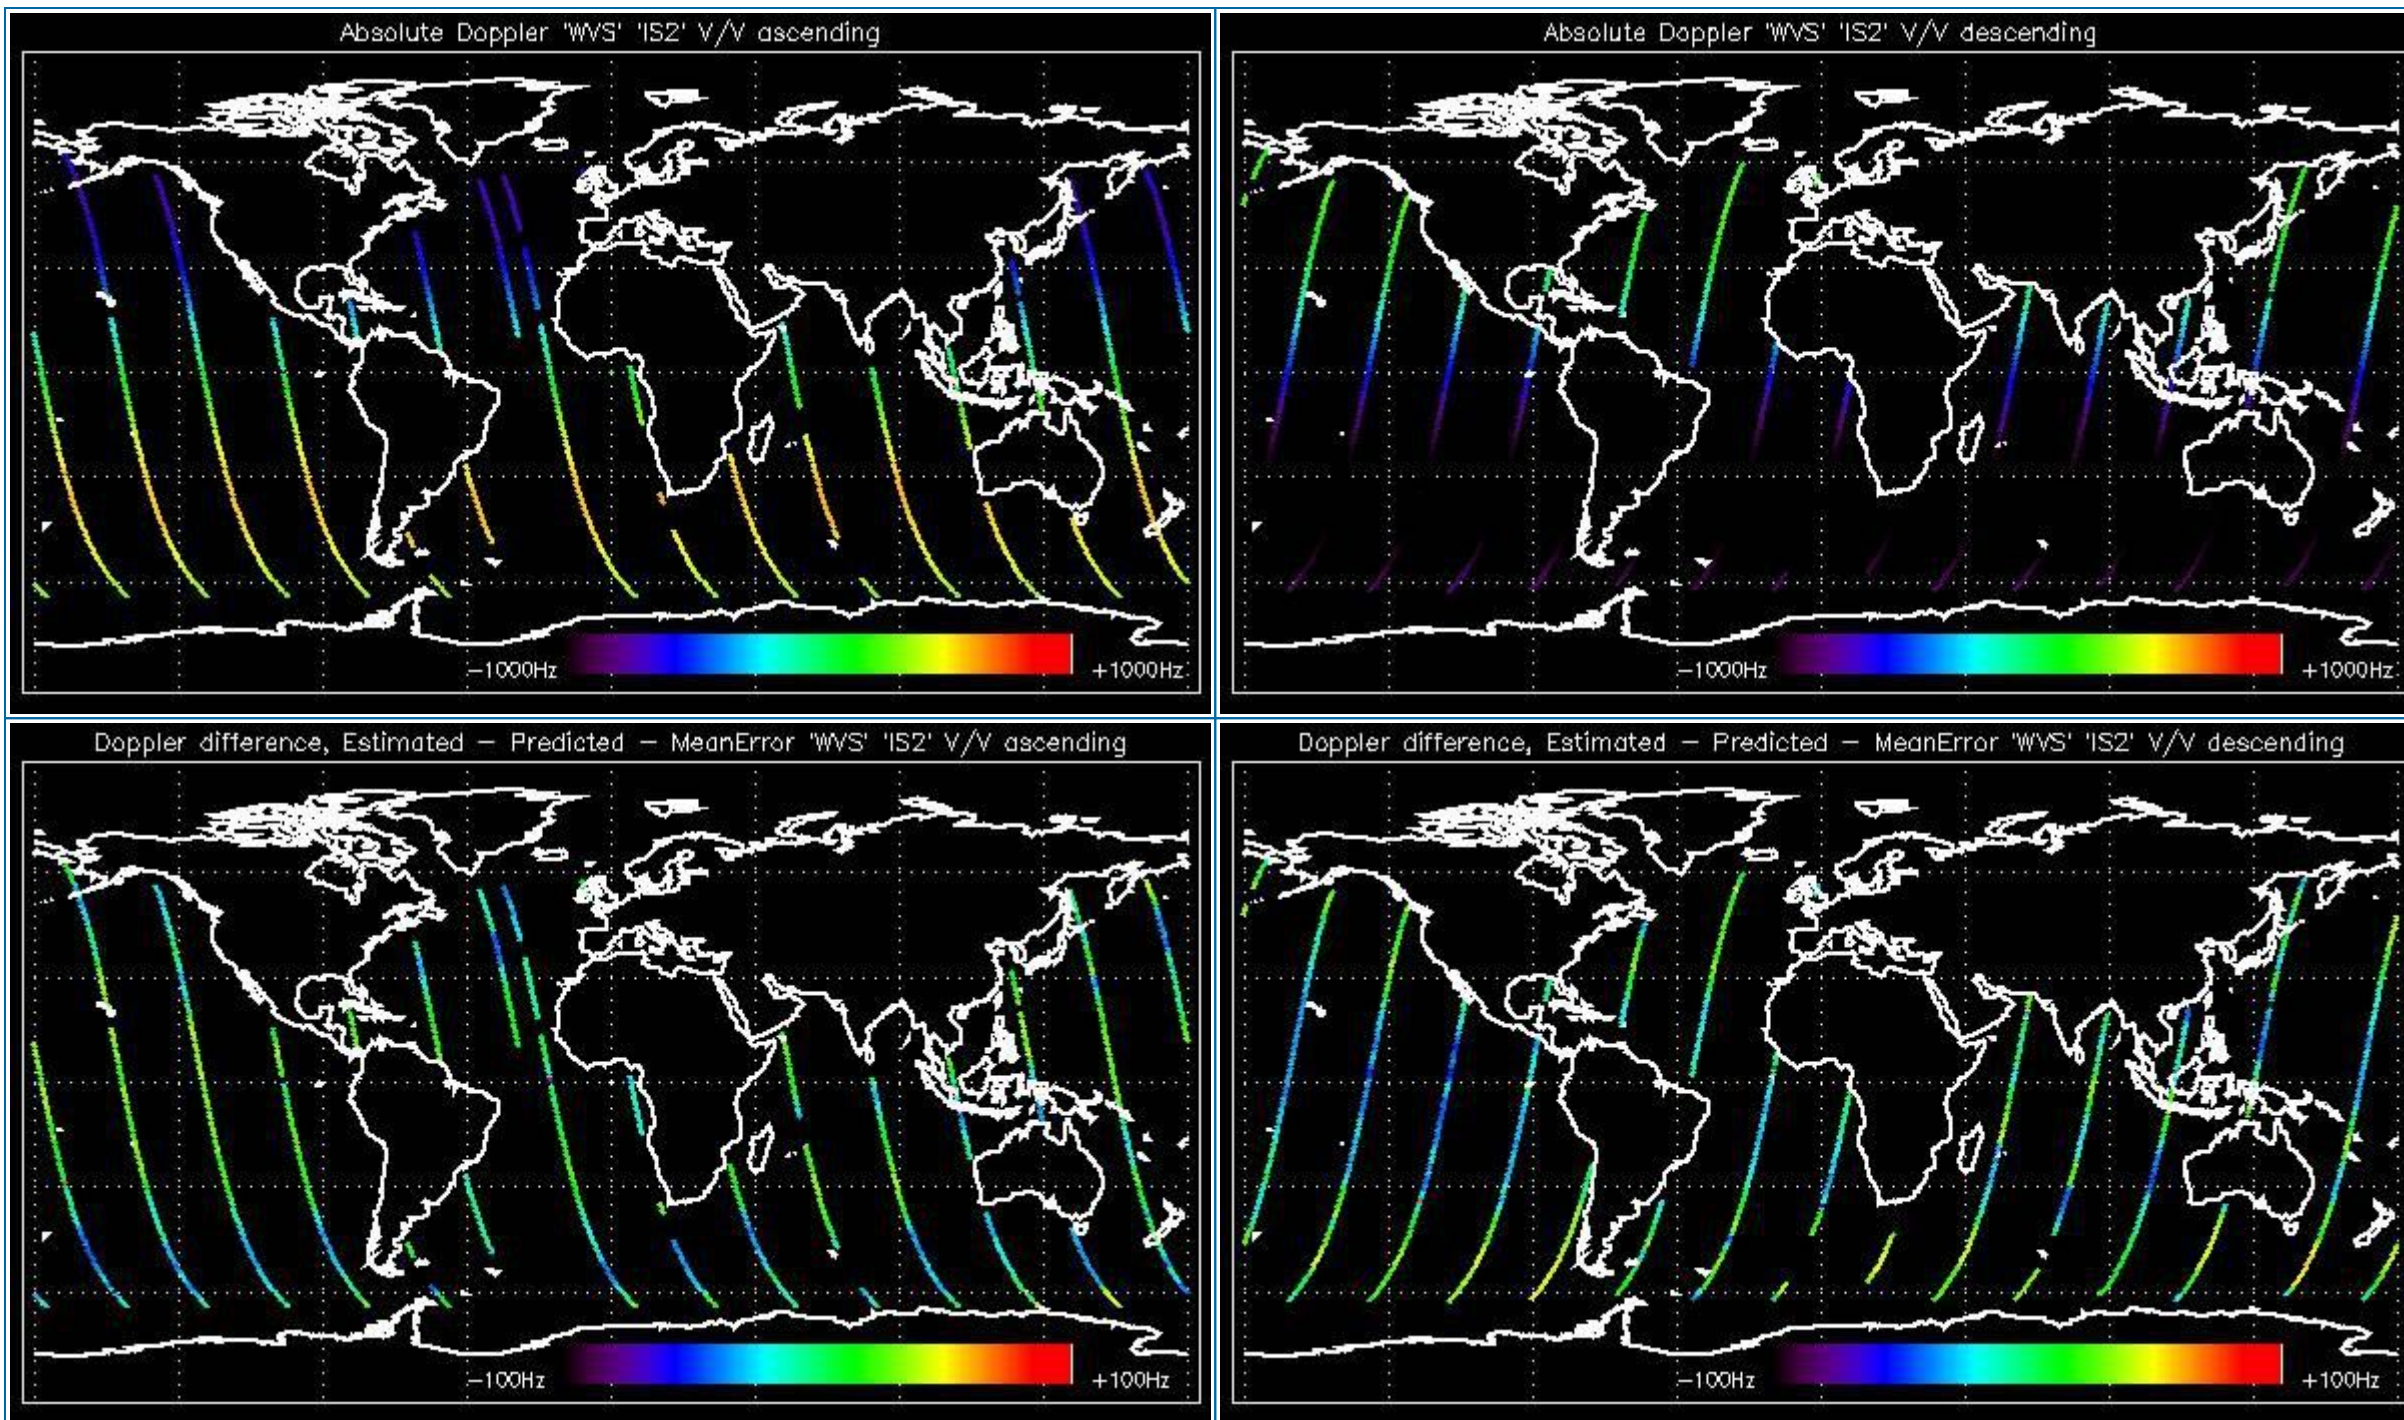 Absolute Doppler 'WVS' 'IS2' V/V ascending
−1000Hz
+1000Hz
Absolute Doppler 'WVS' 'IS2' V/V descending
−1000Hz
+1000Hz
Doppler difference, Estimated − Predicted − MeanError 'WVS' 'IS2' V/V ascending
−100Hz
+100Hz
Doppler difference, Estimated − Predicted − MeanError 'WVS' 'IS2' V/V descending
−100Hz
+100Hz